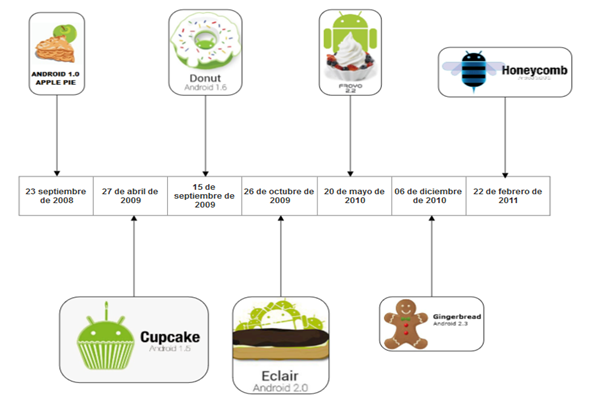 ANDROID 1.0
APPLE PIE
Donut
Android 1.6
FROYO
2.2
Honeycomb
23 septiembre
de 2008
27 de abril de
2009
15 de
septiembre de
2009
26 de octubre de
2009
20 de mayo de
2010
06 de diciembre
de 2010
22 de febrero de
2011
Cupcake
Android 1.5
Eclair
Android 2.0
Gingerbread
Android 2.3